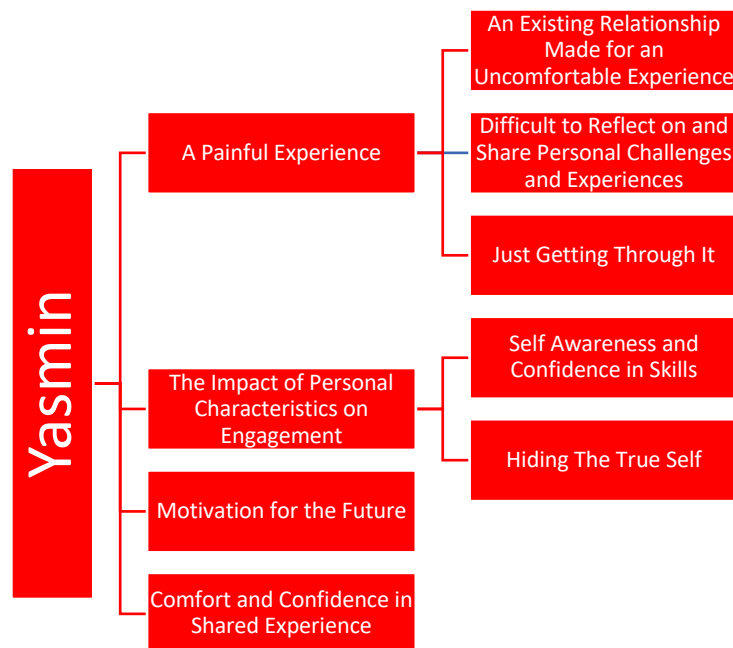 Yasmin
A Painful Experience
An Existing Relationship
Made for an
Uncomfortable Experience
Difficult to Reflect on and
Share Personal Challenges
and Experiences
Just Getting Through It
The Impact of Personal
Characteristics on
Engagement
Self Awareness and
Confidence in Skills
Hiding The True Self
Motivation for the Future
Comfort and Confidence in
Shared Experience